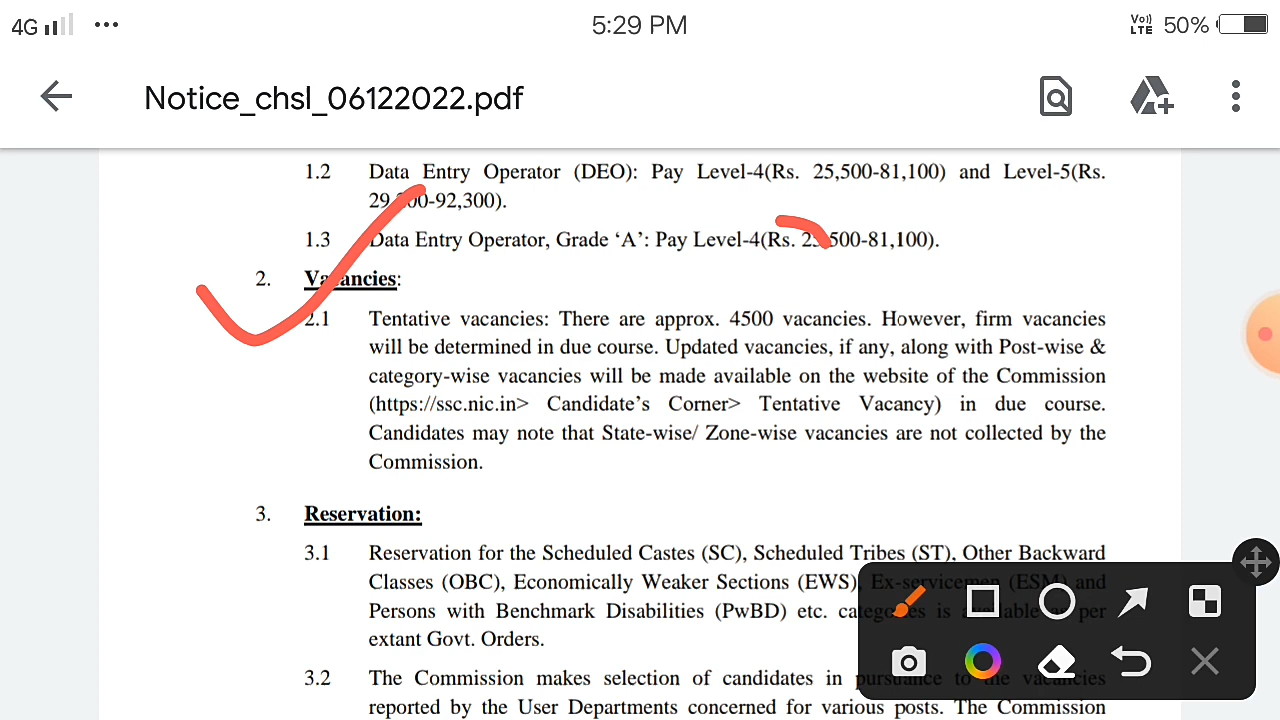 4G ... 5:29 PM Vo)) LTE 50%
Notice_chsl_06122022.pdf
1.2 Data Entry Operator (DEO): Pay Level-4(Rs. 25,500-81,100) and Level-5(Rs.
29,200-92,300).
1.3 Data Entry Operator, Grade ‘A’: Pay Level-4(Rs. 25,500-81,100).
2. Vacancies:
2.1 Tentative vacancies: There are approx. 4500 vacancies. However, firm vacancies
will be determined in due course. Updated vacancies, if any, along with Post-wise &
category-wise vacancies will be made available on the website of the Commission
(https://ssc.nic.in> Candidate’s Corner> Tentative Vacancy) in due course.
Candidates may note that State-wise/ Zone-wise vacancies are not collected by the
Commission.
3. Reservation:
3.1 Reservation for the Scheduled Castes (SC), Scheduled Tribes (ST), Other Backward
Classes (OBC), Economically Weaker Sections (EWS), Ex-servicemen (ESM) and
Persons with Benchmark Disabilities (PwBD) etc. categories is available as per
extant Govt. Orders.
3.2 The Commission makes selection of candidates in pursuance to the vacancies
reported by the User Departments concerned for various posts. The Commission